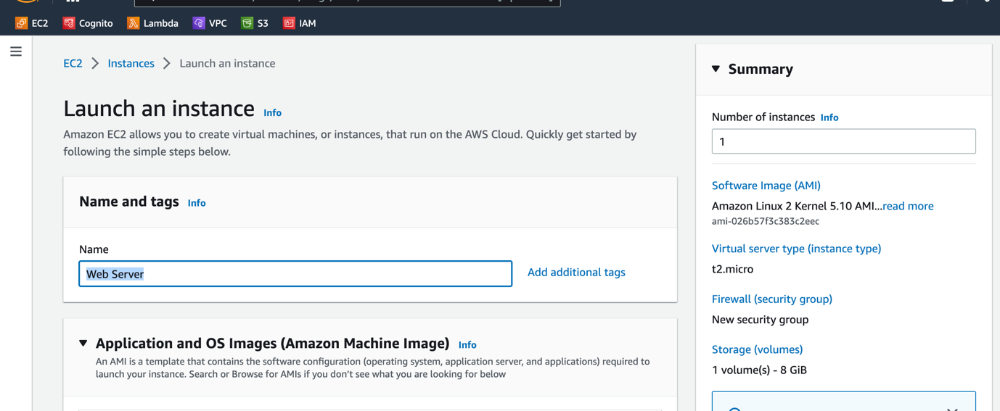 EC2 Cognito Lambda VPC S3 IAM
EC2 Instances Launch an instance
Launch an instance Info
Amazon EC2 allows you to create virtual machines, or instances, that run on the AWS Cloud. Quickly get started by
following the simple steps below.
Name and tags Info
Name
Web Server
Add additional tags
Application and OS Images (Amazon Machine Image) Info
An AMI is a template that contains the software configuration (operating system, application server, and applications) required to
launch your instance. Search or Browse for AMIs if you don't see what you are looking for below
Summary
Number of instances Info
1
Software Image (AMI)
Amazon Linux 2 Kernel 5.10 AMI...read more
ami-026b57f3c383c2eec
Virtual server type (instance type)
t2.micro
Firewall (security group)
New security group
Storage (volumes)
1 volume(s) - 8 GiB